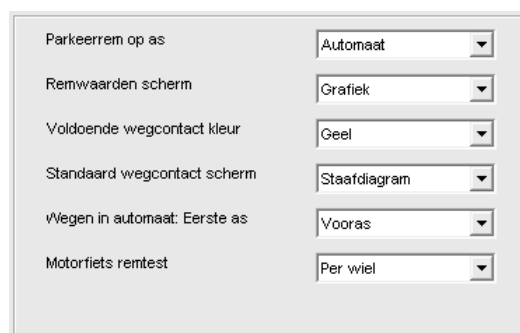 Parkeerrem op as Automaat
Remwaarden scherm Grafiek
Voldoende wegcontact kleur Geel
Standaard wegcontact scherm Staafdiagram
Wegen in automaat: Eerste as Vooras
Motorfiets remtest Per wiel